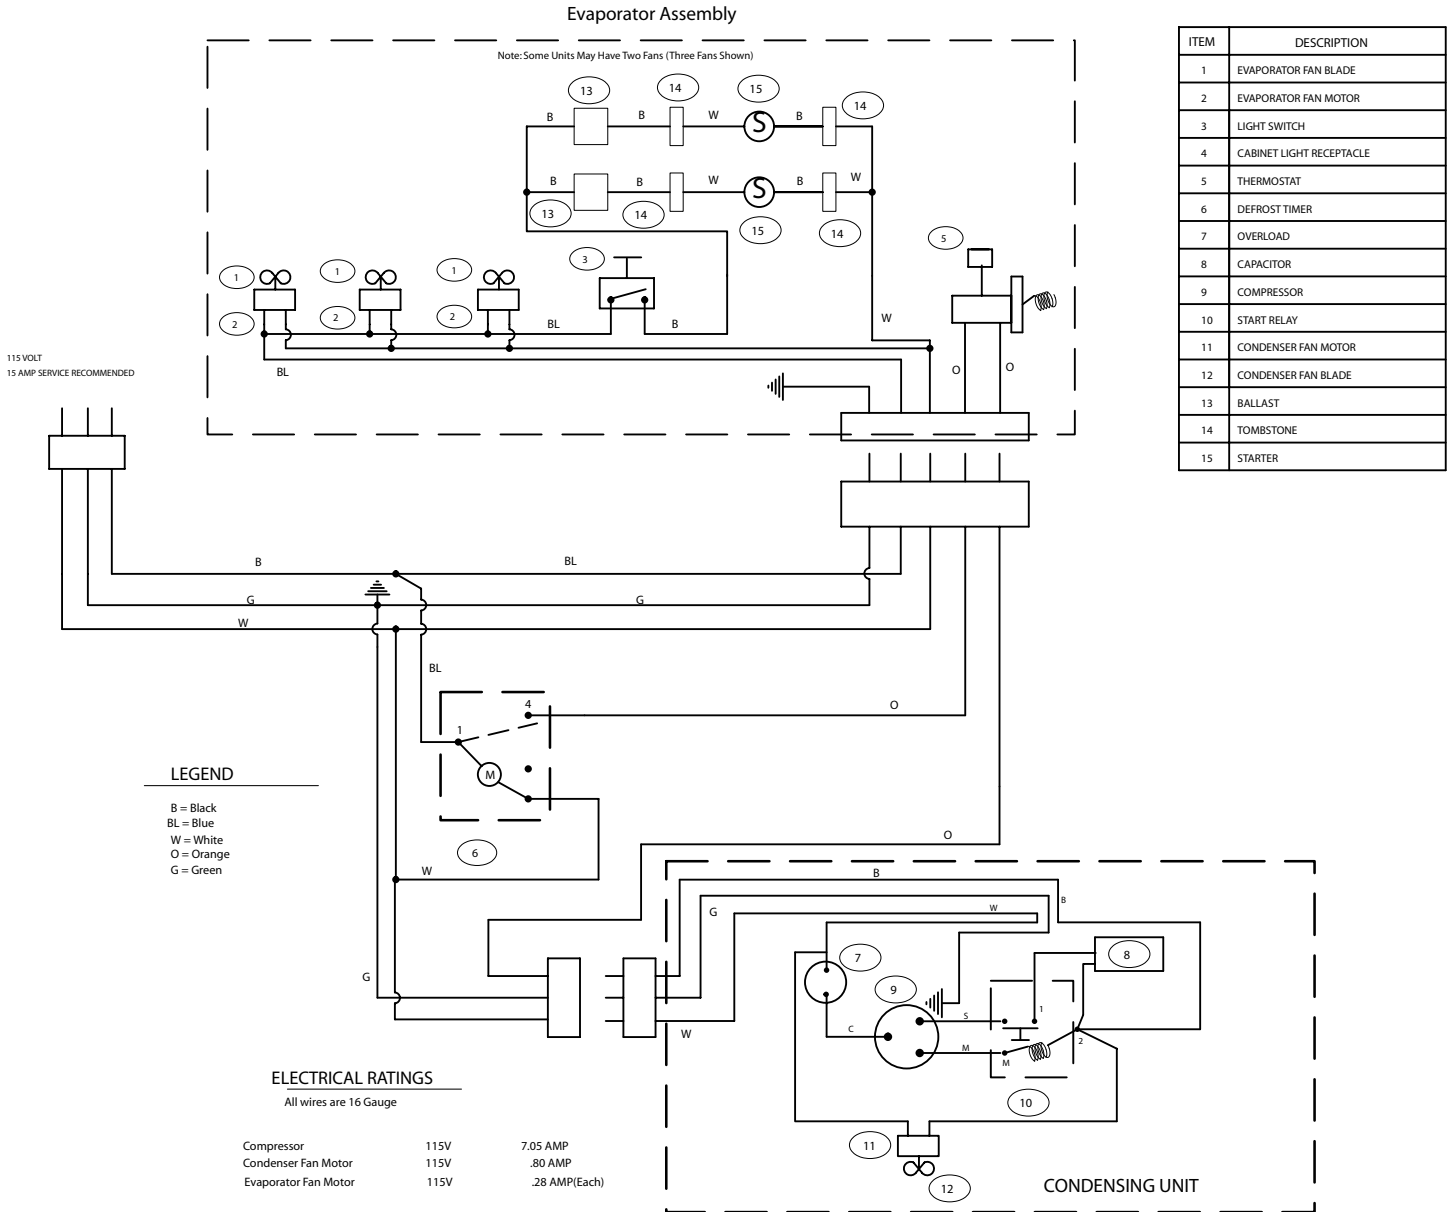 Evaporator Assembly
Note: Some Units May Have Two Fans (Three Fans Shown)
13
14
15
14
B
B
W
B
B
B
W
B
W
13
14
15
14
5
3
1
1
1
2
2
2
BL
B
W
BL
O
O
115 VOLT
15 AMP SERVICE RECOMMENDED
ITEM DESCRIPTION
1 EVAPORATOR FAN BLADE
2 EVAPORATOR FAN MOTOR
3 LIGHT SWITCH
4 CABINET LIGHT RECEPTACLE
5 THERMOSTAT
6 DEFROST TIMER
7 OVERLOAD
8 CAPACITOR
9 COMPRESSOR
10 START RELAY
11 CONDENSER FAN MOTOR
12 CONDENSER FAN BLADE
13 BALLAST
14 TOMBSTONE
15 STARTER
S
S
B
BL
G
G
W
BL
4
1
M
O
6
W
O
LEGEND
B = Black
BL = Blue
W = White
O = Orange
G = Green
B
B
G
W
G
W
7
8
9
S
1
C
M
M
2
10
11
12
CONDENSING UNIT
ELECTRICAL RATINGS
All wires are 16 Gauge
Compressor 115V 7.05 AMP
Condenser Fan Motor 115V .80 AMP
Evaporator Fan Motor 115V .28 AMP(Each)